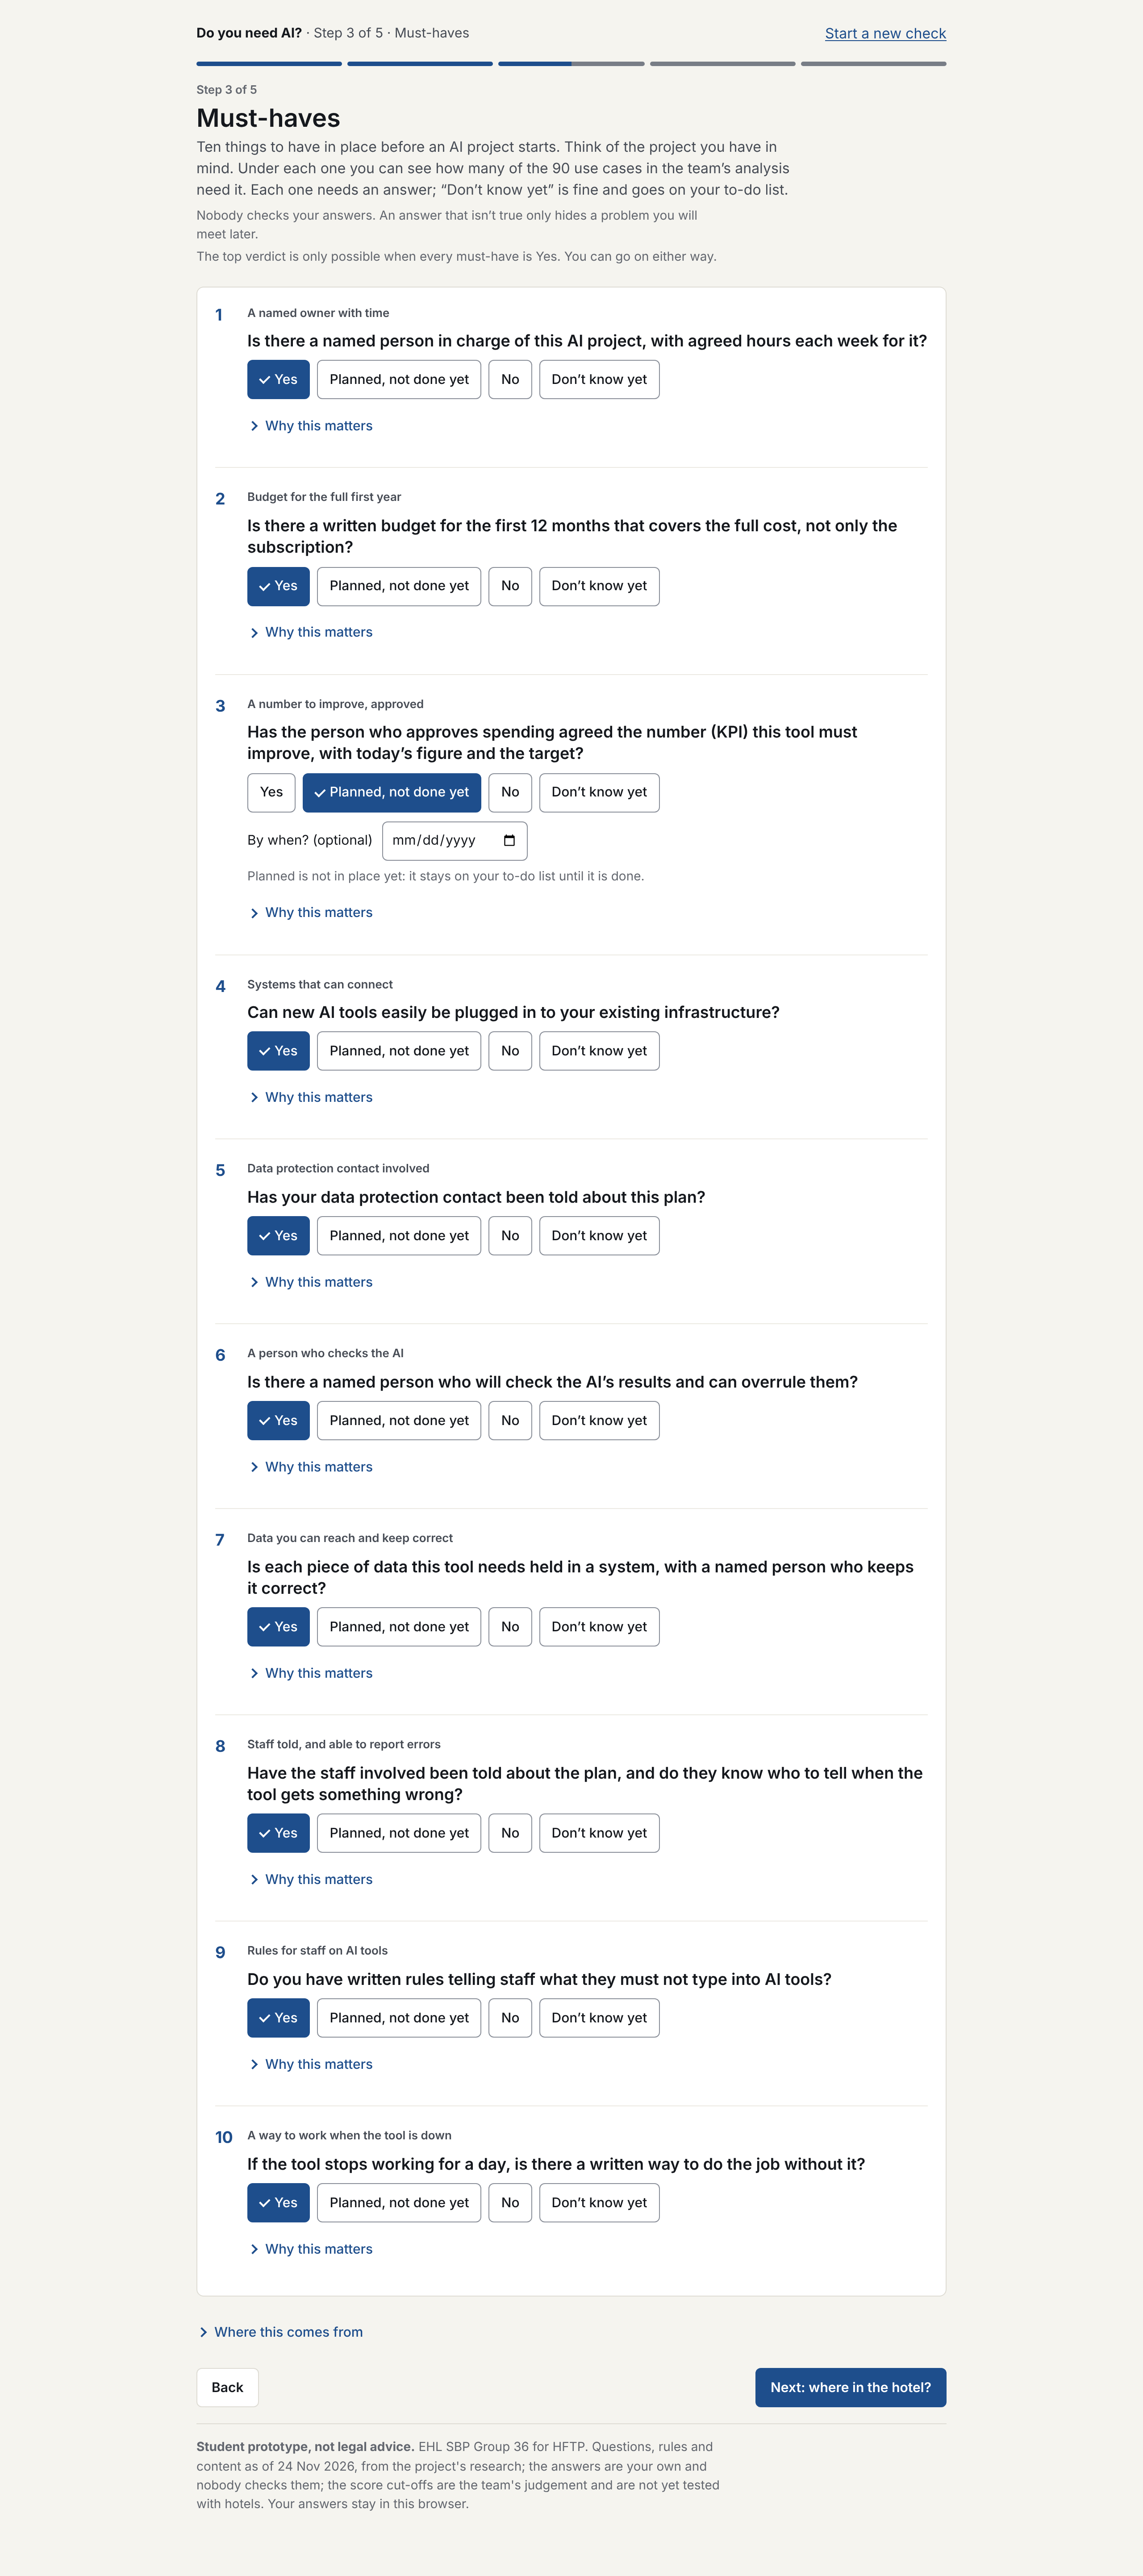 Do you need AI? · Step 3 of 5 · Must-haves
Start a new check
Step 3 of 5
Must-haves
Ten things to have in place before an AI project starts. Think of the project you have in
mind. Under each one you can see how many of the 90 use cases in the team’s analysis
need it. Each one needs an answer; “Don’t know yet” is fine and goes on your to-do list.
Nobody checks your answers. An answer that isn’t true only hides a problem you will
meet later.
The top verdict is only possible when every must-have is Yes. You can go on either way.
1 A named owner with time
Is there a named person in charge of this AI project, with agreed hours each week for it?
Yes Planned, not done yet No Don’t know yet
Why this matters
2 Budget for the full first year
Is there a written budget for the first 12 months that covers the full cost, not only the
subscription?
Yes Planned, not done yet No Don’t know yet
Why this matters
3 A number to improve, approved
Has the person who approves spending agreed the number (KPI) this tool must
improve, with today’s figure and the target?
Yes Planned, not done yet No Don’t know yet
By when? (optional) mm/dd/yyyy
Planned is not in place yet: it stays on your to-do list until it is done.
Why this matters
4 Systems that can connect
Can new AI tools easily be plugged in to your existing infrastructure?
Yes Planned, not done yet No Don’t know yet
Why this matters
5 Data protection contact involved
Has your data protection contact been told about this plan?
Yes Planned, not done yet No Don’t know yet
Why this matters
6 A person who checks the AI
Is there a named person who will check the AI’s results and can overrule them?
Yes Planned, not done yet No Don’t know yet
Why this matters
7 Data you can reach and keep correct
Is each piece of data this tool needs held in a system, with a named person who keeps
it correct?
Yes Planned, not done yet No Don’t know yet
Why this matters
8 Staff told, and able to report errors
Have the staff involved been told about the plan, and do they know who to tell when the
tool gets something wrong?
Yes Planned, not done yet No Don’t know yet
Why this matters
9 Rules for staff on AI tools
Do you have written rules telling staff what they must not type into AI tools?
Yes Planned, not done yet No Don’t know yet
Why this matters
10 A way to work when the tool is down
If the tool stops working for a day, is there a written way to do the job without it?
Yes Planned, not done yet No Don’t know yet
Why this matters
Where this comes from
Back
Next: where in the hotel?
Student prototype, not legal advice. EHL SBP Group 36 for HFTP. Questions, rules and
content as of 24 Nov 2026, from the project's research; the answers are your own and
nobody checks them; the score cut-offs are the team's judgement and are not yet tested
with hotels. Your answers stay in this browser.